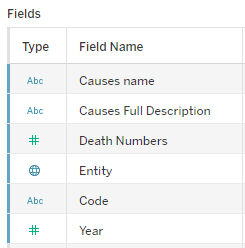 Fields
Type Field Name
Abc Causes name
Abc Causes Full Description
# Death Numbers
Entity
Abc Code
# Year